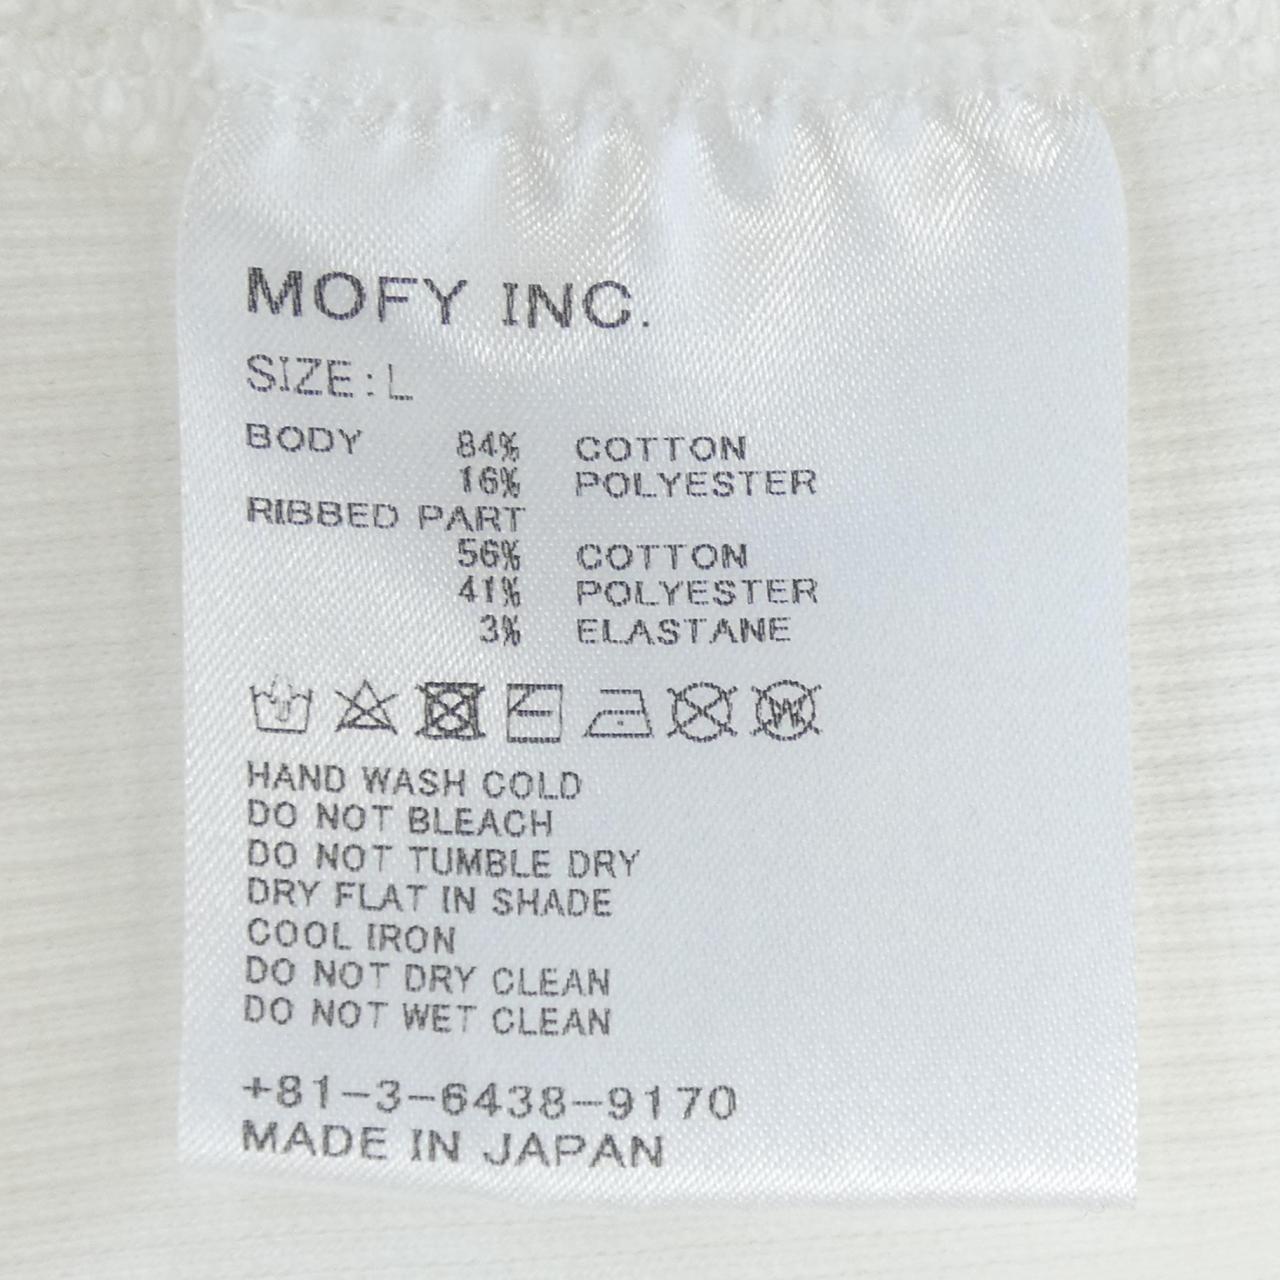 MOFY INC.
SIZE:L
BODY 84% COTTON
16% POLYESTER
RIBBED PART
56% COTTON
41% POLYESTER
3% ELASTANE
W
HAND WASH COLD
DO NOT BLEACH
DO NOT TUMBLE DRY
DRY FLAT IN SHADE
COOL IRON
DO NOT DRY CLEAN
DO NOT WET CLEAN
+81-3-6438-9170
MADE IN JAPAN